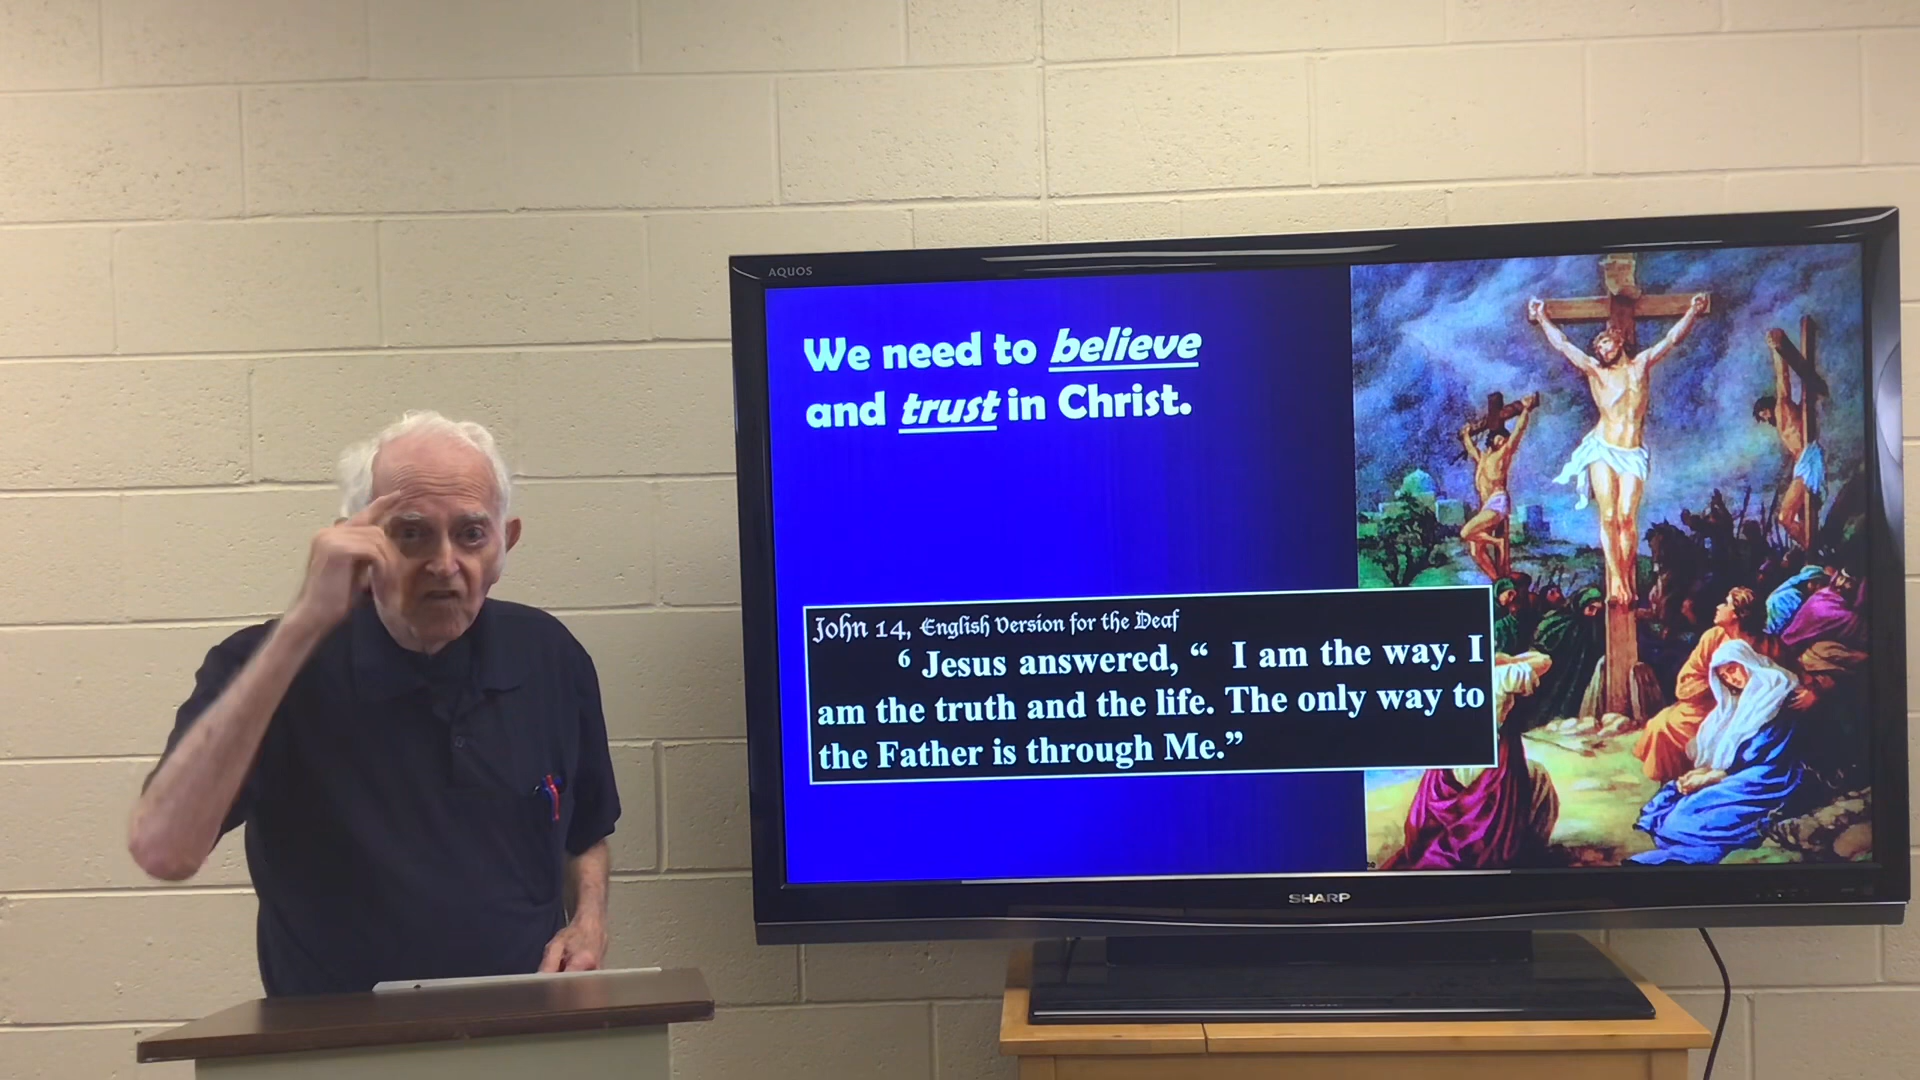 AQUOS
We need to believe
and trust in Christ.
John 14, English Version for the Deaf
6 Jesus answered, “ I am the way. I
am the truth and the life. The only way to
the Father is through Me.”
SHARP